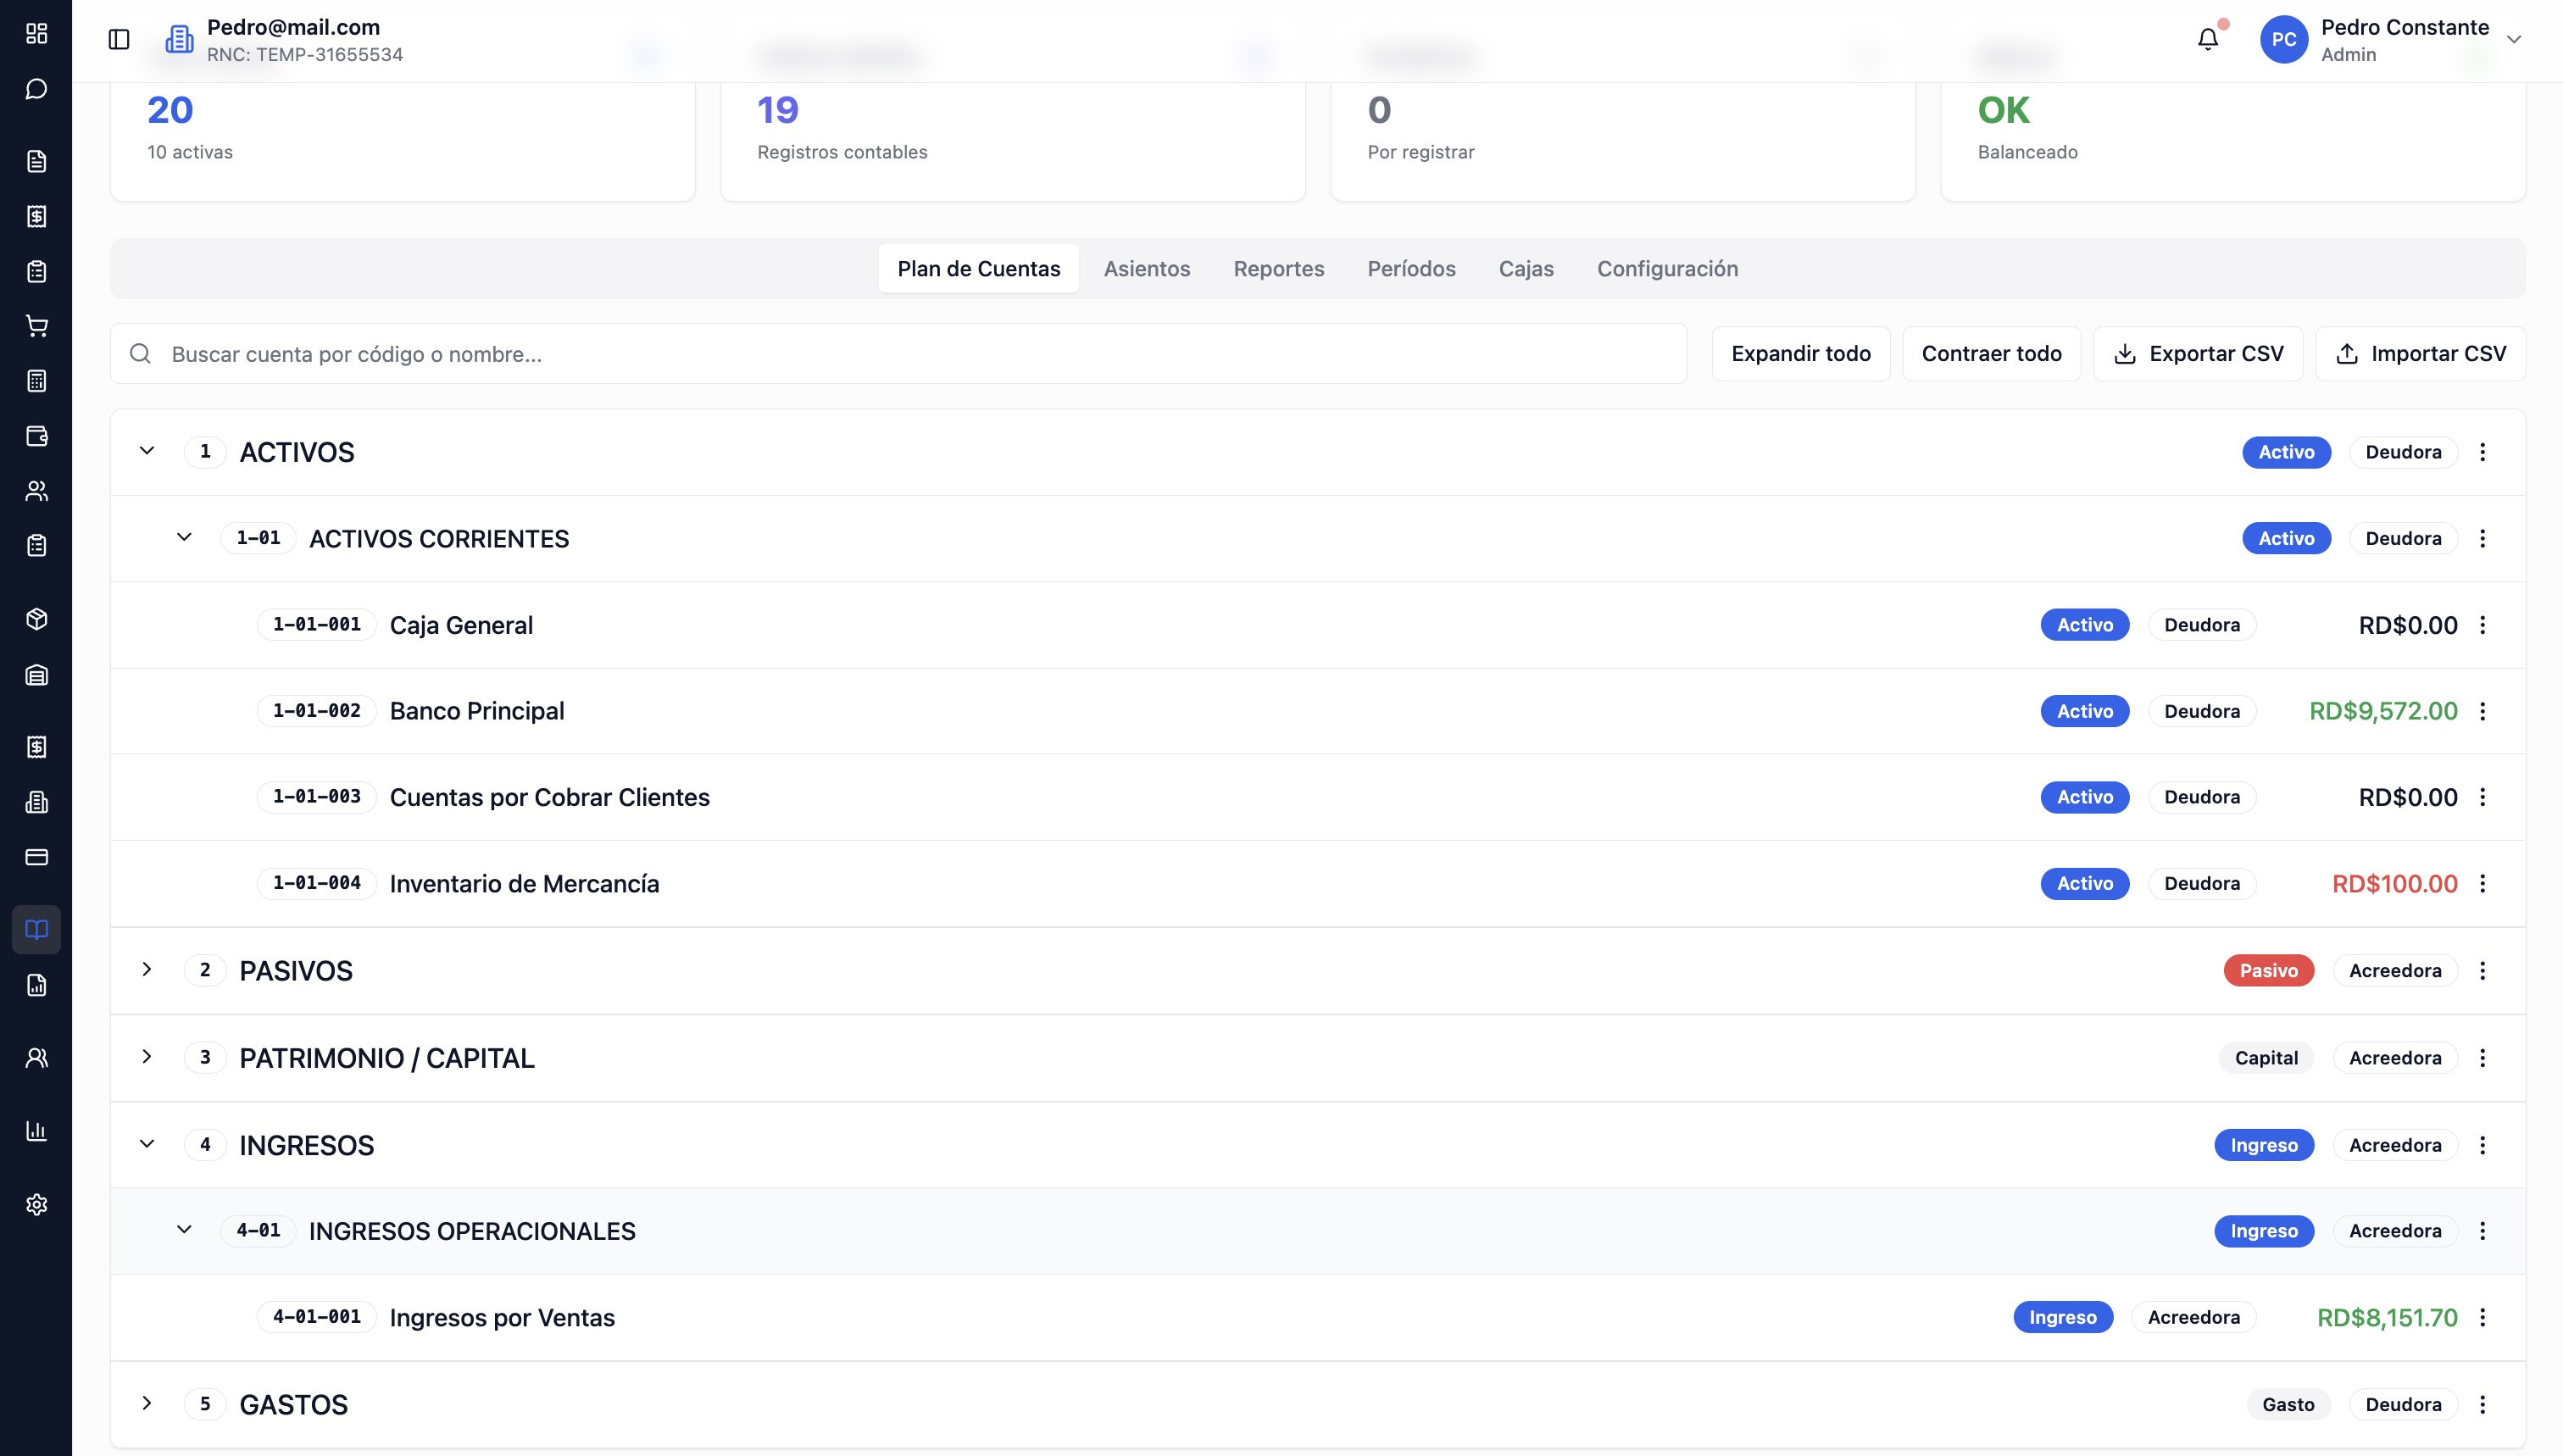 Pedro@mail.com
RNC: TEMP-31655534
PC
Pedro Constante
Admin
20
10 activas
19
Registros contables
0
Por registrar
OK
Balanceado
Plan de Cuentas
Asientos
Reportes
Períodos
Cajas
Configuración
Buscar cuenta por código o nombre...
Expandir todo
Contraer todo
Exportar CSV
Importar CSV
1 ACTIVOS Activo Deudora
1-01 ACTIVOS CORRIENTES Activo Deudora
1-01-001 Caja General Activo Deudora RD$0.00
1-01-002 Banco Principal Activo Deudora RD$9,572.00
1-01-003 Cuentas por Cobrar Clientes Activo Deudora RD$0.00
1-01-004 Inventario de Mercancía Activo Deudora RD$100.00
2 PASIVOS Pasivo Acreedora
3 PATRIMONIO / CAPITAL Capital Acreedora
4 INGRESOS Ingreso Acreedora
4-01 INGRESOS OPERACIONALES Ingreso Acreedora
4-01-001 Ingresos por Ventas Ingreso Acreedora RD$8,151.70
5 GASTOS Gasto Deudora